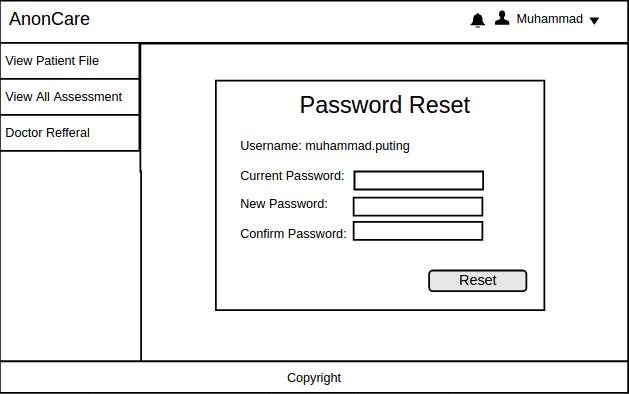 AnonCare
Muhammad
View Patient File
View All Assessment
Doctor Refferal
Password Reset
Username: muhammad.puting
Current Password:
New Password:
Confirm Password:
Reset
Copyright